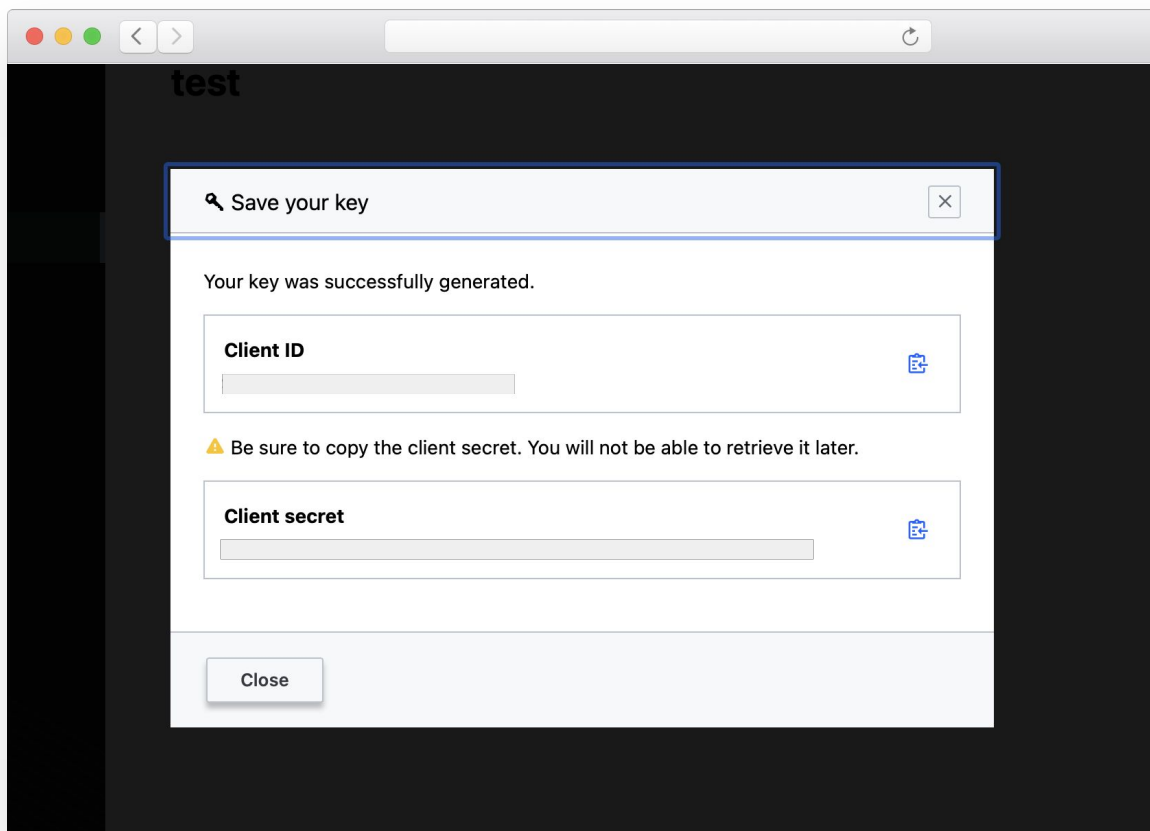 test
Save your key
Your key was successfully generated.
Client ID
Be sure to copy the client secret. You will not be able to retrieve it later.
Client secret
Close